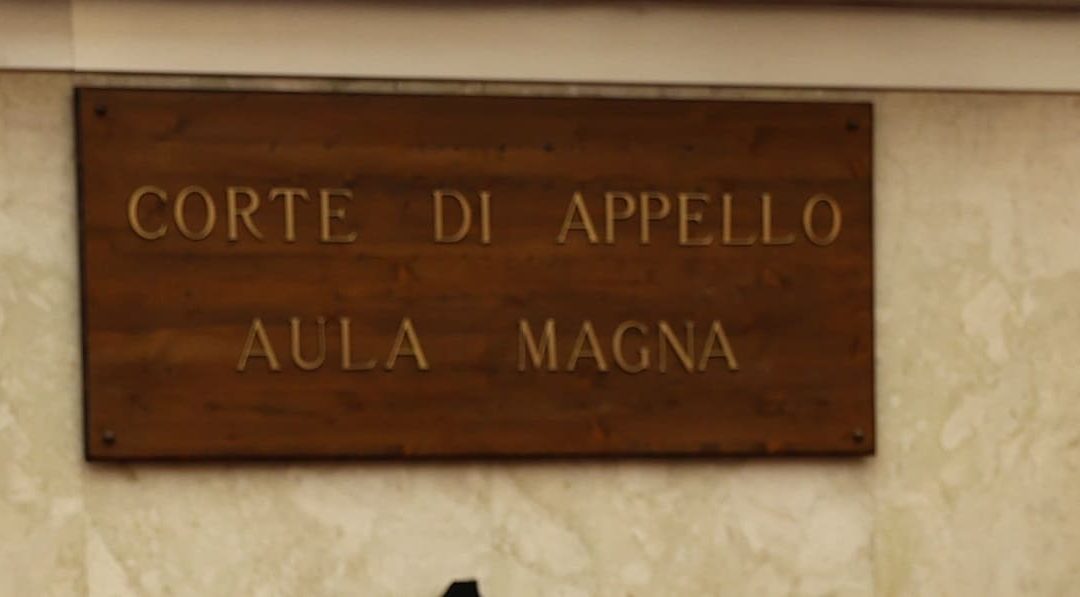 CORTE DI APPELLO
AULA MAGNA